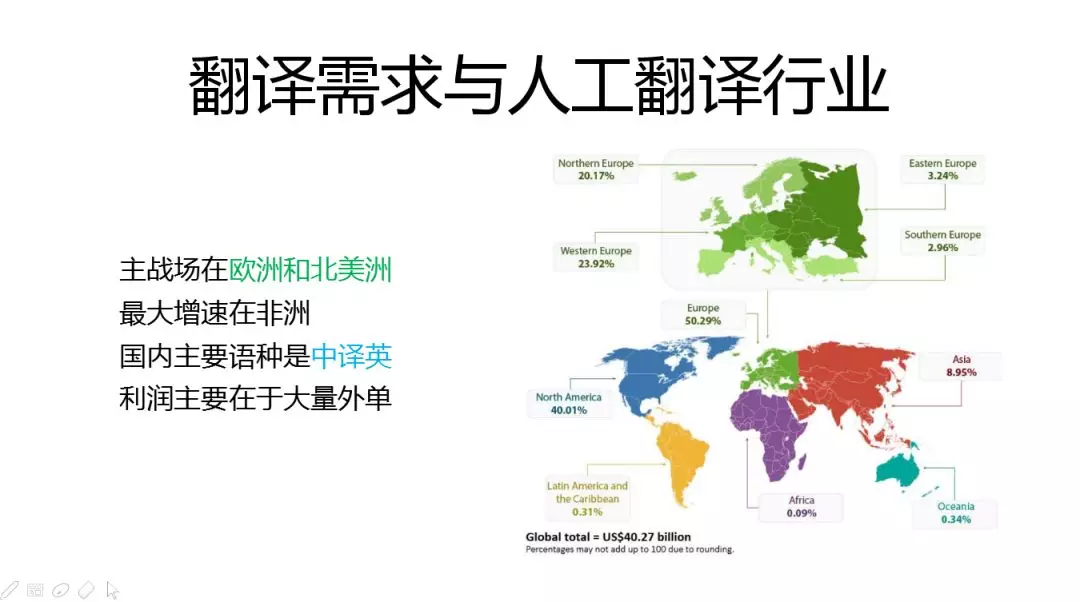 翻译需求与人工翻译行业
主战场在欧洲和北美洲
最大增速在非洲
国内主要语种是中译英
利润主要在于大量外单
Northern Europe
20.17%
Eastern Europe
3.24%
Western Europe
23.92%
Southern Europe
2.96%
Europe
50.29%
Asia
8.95%
North America
40.01%
Latin America and
the Caribbean
0.31%
Africa
0.09%
Oceania
0.34%
Global total = US$40.27 billion
Percentages may not add up to 100 due to rounding.